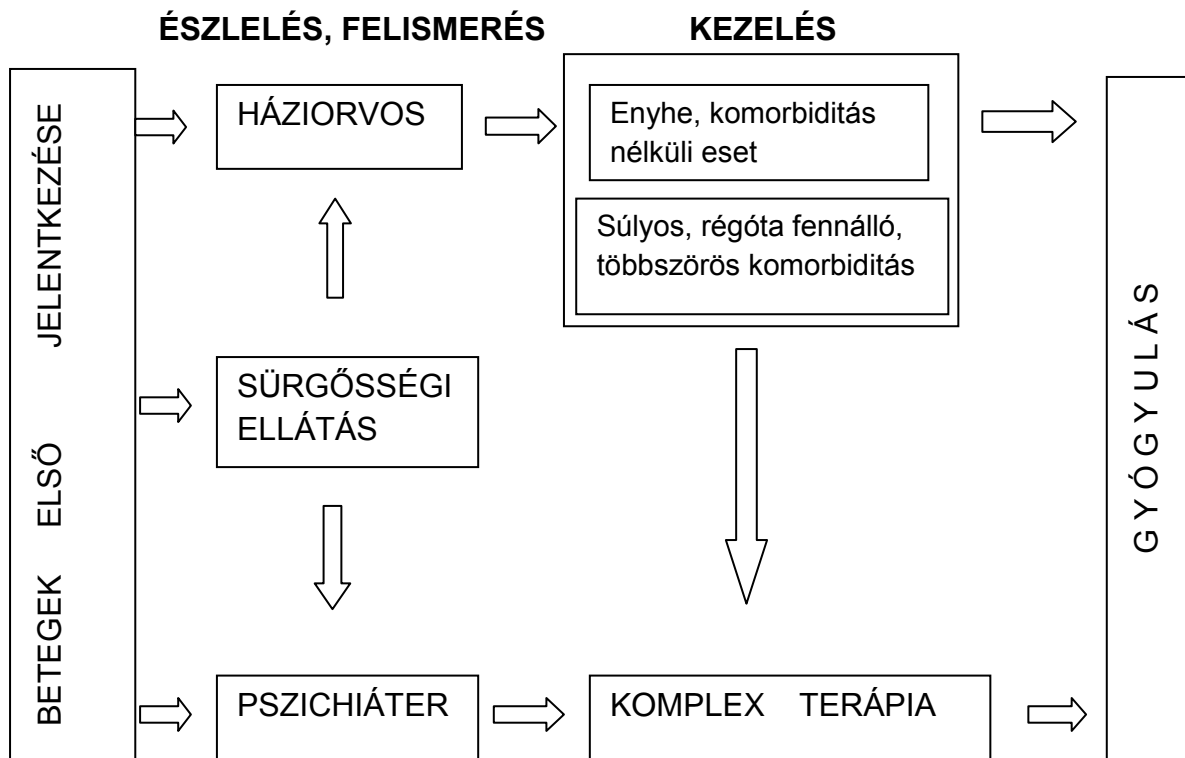 ÉSZLELÉS, FELISMERÉS
KEZELÉS
BETEGEK ELSŐ JELENTKEZÉSE
HÁZIORVOS
Enyhe, komorbiditás
nélküli eset
Súlyos, régóta fennálló,
többszörös komorbiditás
SÜRGŐSSÉGI
ELLÁTÁS
PSZICHIÁTER
KOMPLEX TERÁPIA
GYÓGYULÁS